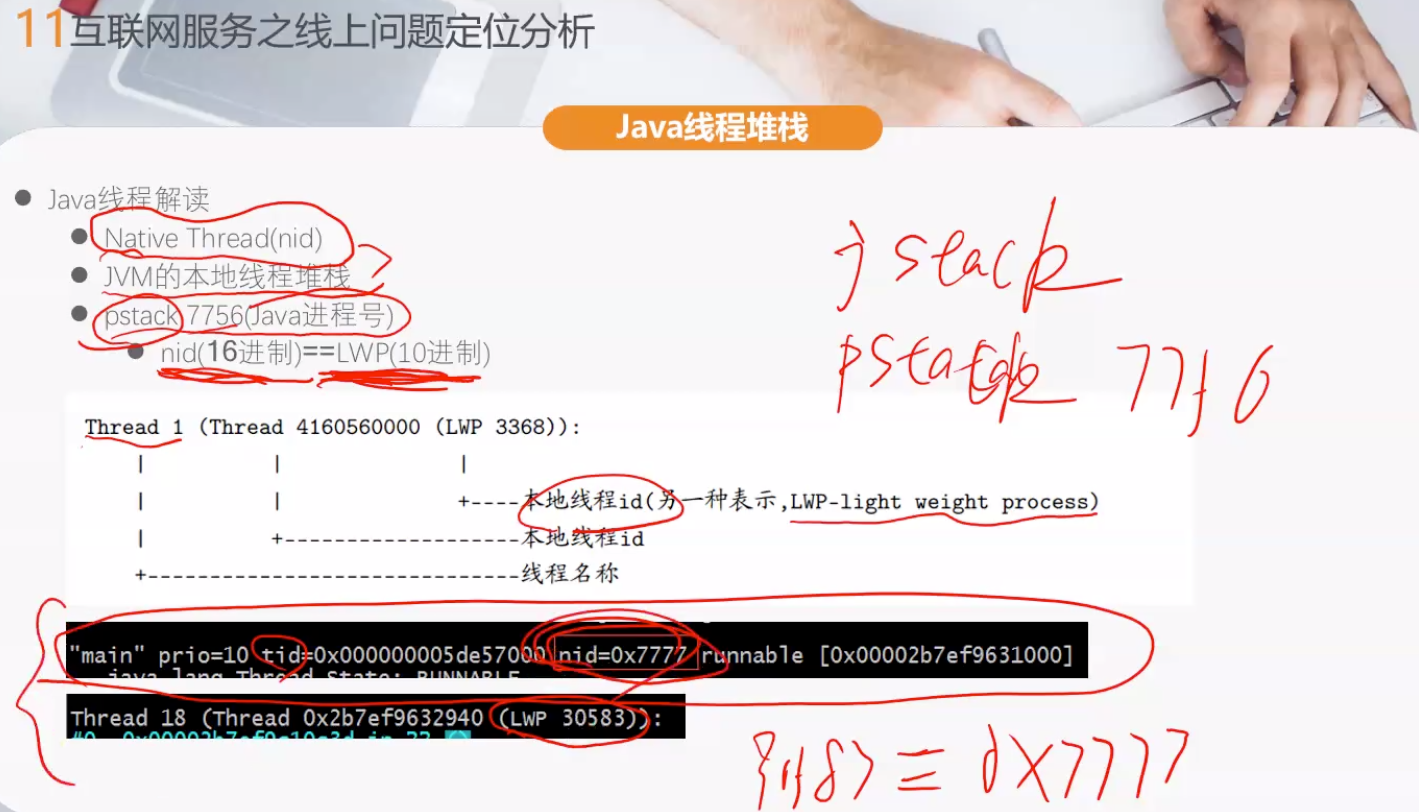 11互联网服务之线上问题定位分析
Java线程堆栈
Java线程解读
Native Thread(nid)
JVM的本地线程堆栈
pstack 7756(Java进程号)
nid(16进制)==LWP(10进制)
jstack
pstack 7756
Thread 1 (Thread 4160560000 (LWP 3368)):
| | |
| | +----本地线程id(另一种表示,LWP-light weight process)
| +-------------------本地线程id
+------------------------------线程名称
"main" prio=10 tid=0x000000005de57000 nid=0x7777 runnable [0x00002b7ef9631000]
java.lang.Thread.State: RUNNABLE
Thread 18 (Thread 0x2b7ef9632940 (LWP 30583)):
≡ 0X7777